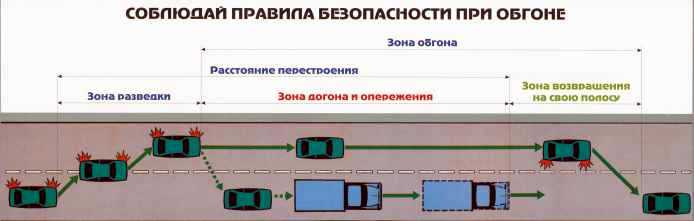 СОБЛЮДАЙ ПРАВИЛА БЕЗОПАСНОСТИ ПРИ ОБГОНЕ
Зона обгона
Расстояние перестроения
Зона разведки
Зона догона и опережения
Зона возвращения
на свою полосу